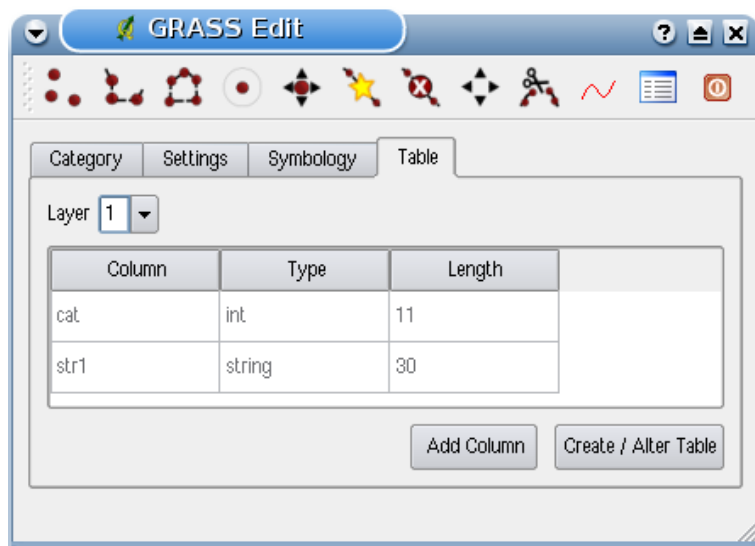 GRASS Edit
Category Settings Symbology Table
Layer 1
Column Type Length
cat int 11
str1 string 30
Add Column Create / Alter Table